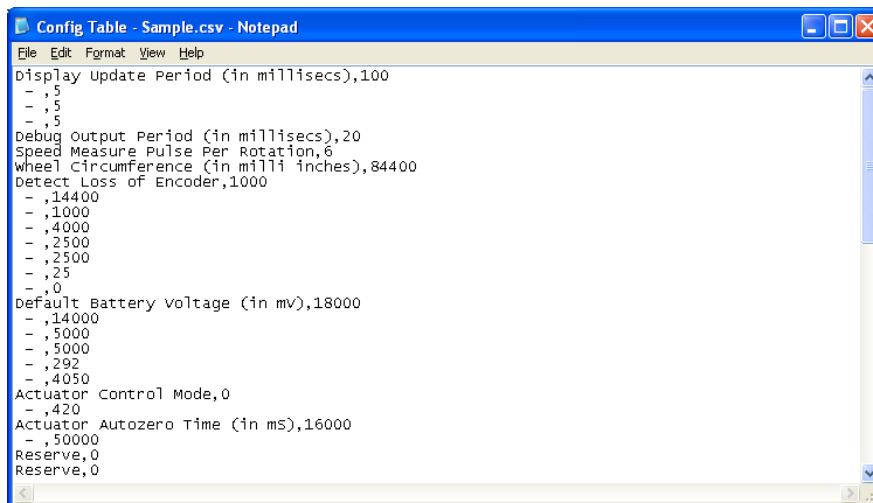 Config Table - Sample.csv - Notepad
File Edit Format View Help
Display Update Period (in millisecs),100
 - ,5
 - ,5
 - ,5
Debug Output Period (in millisecs),20
Speed Measure Pulse Per Rotation,6
Wheel Circumference (in milli inches),84400
Detect Loss of Encoder,1000
 - ,14400
 - ,1000
 - ,4000
 - ,2500
 - ,2500
 - ,25
 - ,0
Default Battery Voltage (in mV),18000
 - ,14000
 - ,5000
 - ,5000
 - ,292
 - ,4050
Actuator Control Mode,0
 - ,420
Actuator Autozero Time (in mS),16000
 - ,50000
Reserve,0
Reserve,0